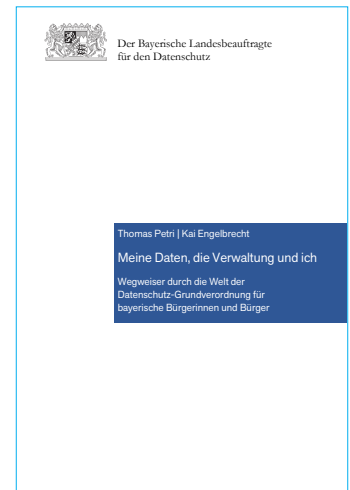 Der Bayerische Landesbeauftragte
für den Datenschutz
Thomas Petri | Kai Engelbrecht
Meine Daten, die Verwaltung und ich
Wegweiser durch die Welt der
Datenschutz-Grundverordnung für
bayerische Bürgerinnen und Bürger